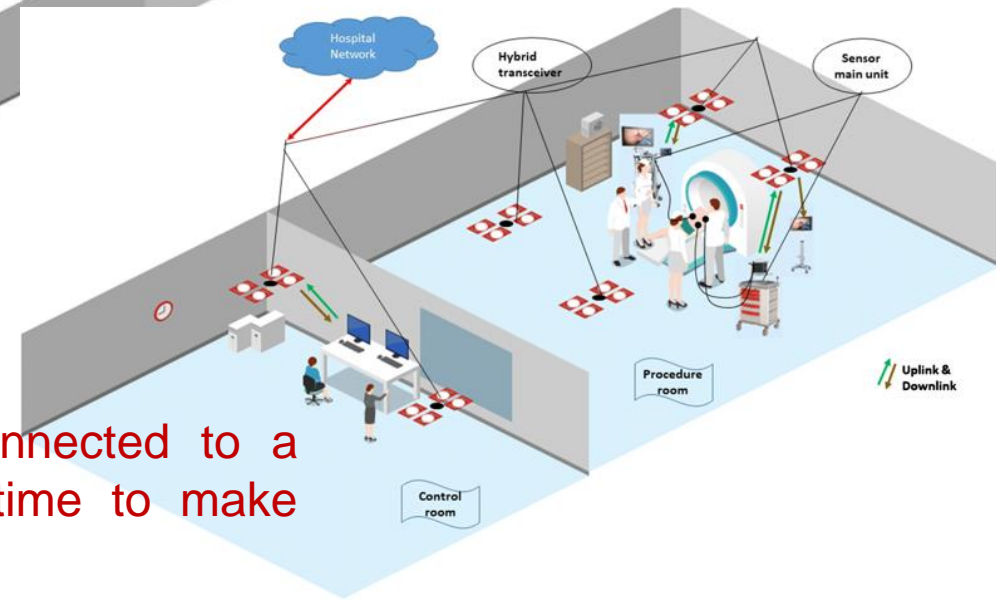 Hospital
Network
Hybrid
transceiver
Sensor
main unit
Procedure
room
Uplink &
Downlink
nnected to a
time to make
Control
room